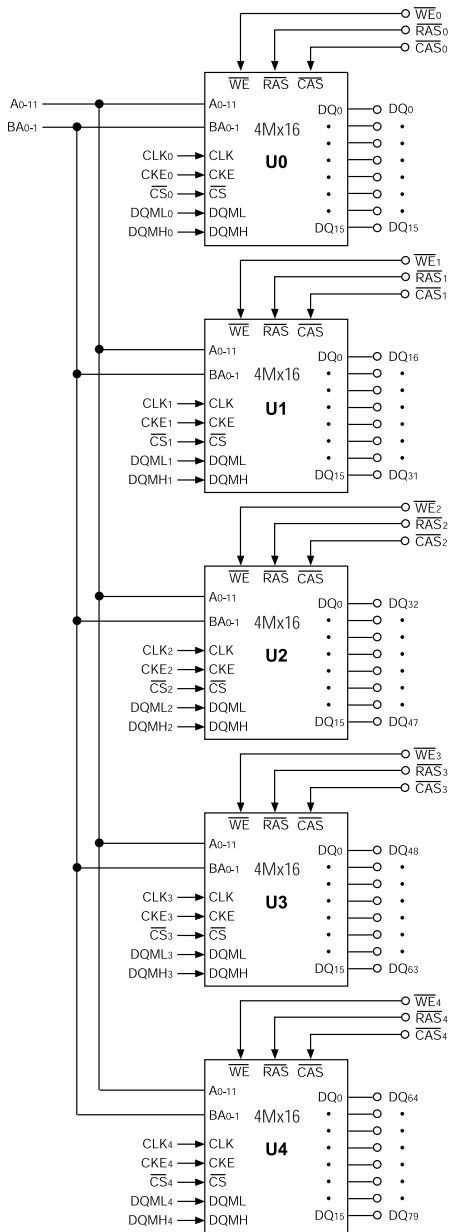 WE0
RAS0
CAS0
WE RAS CAS
A0-11 A0-11 DQ0 DQ0
BA0-1 BA0-1 4Mx16 • •
CLK0 CLK U0 • •
CKE0 CKE • •
CS0 CS • •
DQML0 DQML • •
DQMH0 DQMH DQ15 DQ15
WE1
RAS1
CAS1
WE RAS CAS
A0-11 DQ0 DQ16
BA0-1 4Mx16 • •
CLK1 CLK U1 • •
CKE1 CKE • •
CS1 CS • •
DQML1 DQML • •
DQMH1 DQMH DQ15 DQ31
WE2
RAS2
CAS2
WE RAS CAS
A0-11 DQ0 DQ32
BA0-1 4Mx16 • •
CLK2 CLK U2 • •
CKE2 CKE • •
CS2 CS • •
DQML2 DQML • •
DQMH2 DQMH DQ15 DQ47
WE3
RAS3
CAS3
WE RAS CAS
A0-11 DQ0 DQ48
BA0-1 4Mx16 • •
CLK3 CLK U3 • •
CKE3 CKE • •
CS3 CS • •
DQML3 DQML • •
DQMH3 DQMH DQ15 DQ63
WE4
RAS4
CAS4
WE RAS CAS
A0-11 DQ0 DQ64
BA0-1 4Mx16 • •
CLK4 CLK U4 • •
CKE4 CKE • •
CS4 CS • •
DQML4 DQML • •
DQMH4 DQMH DQ15 DQ79